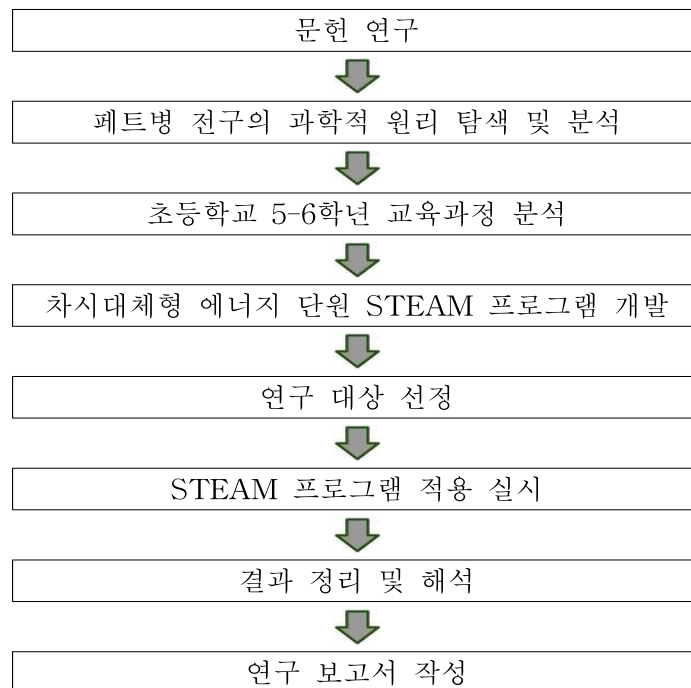 문헌 연구
페트병 전구의 과학적 원리 탐색 및 분석
초등학교 5-6학년 교육과정 분석
차시대체형 에너지 단원 STEAM 프로그램 개발
연구 대상 선정
STEAM 프로그램 적용 실시
결과 정리 및 해석
연구 보고서 작성